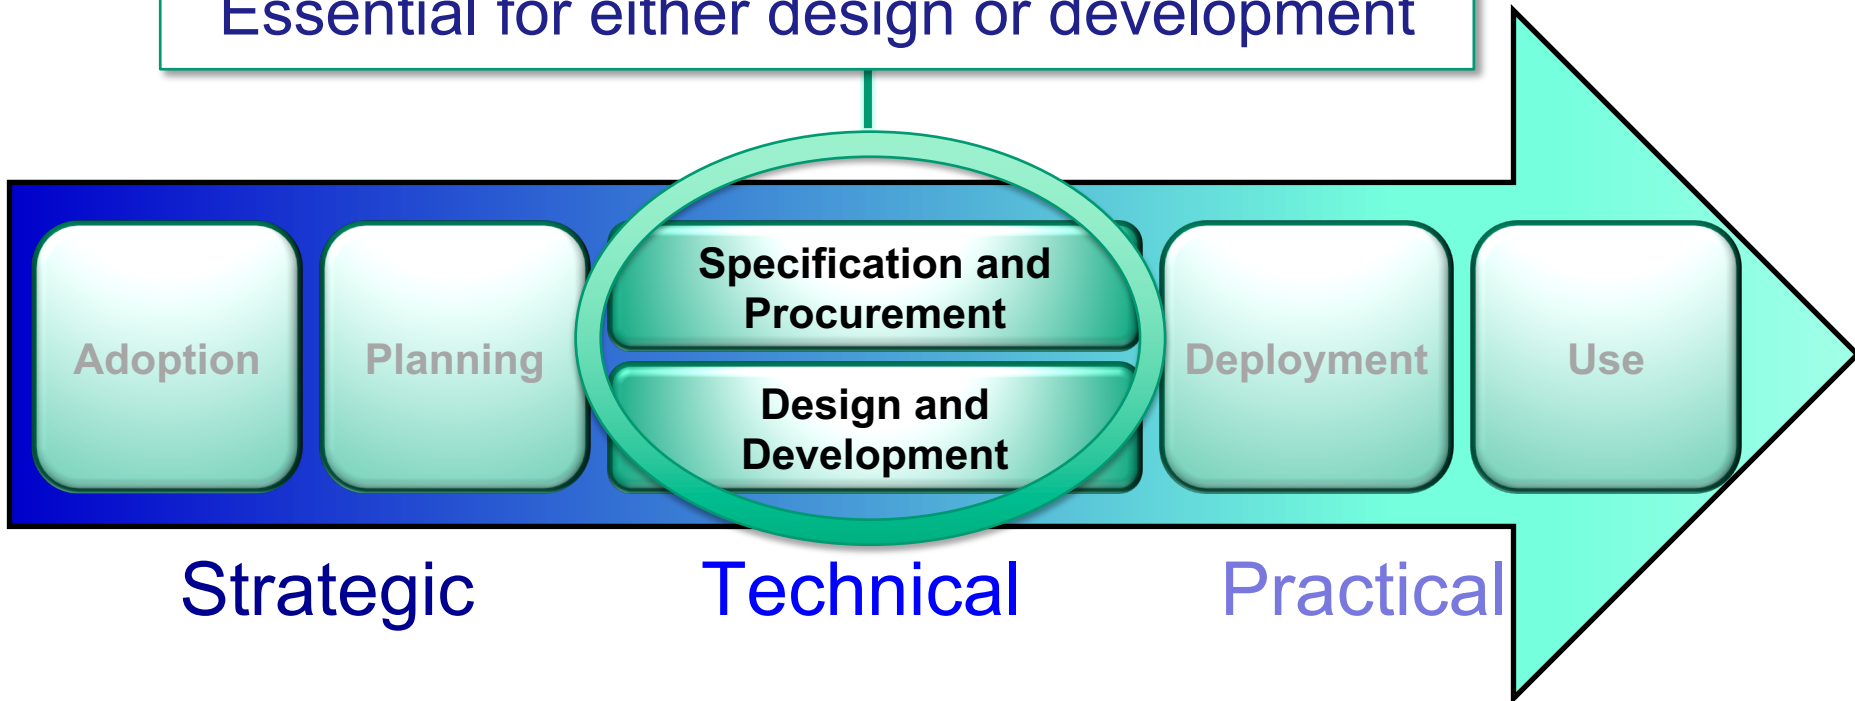 Essential for either design or development
Specification and
Procurement
Adoption
Planning
Design and
Development
Deployment
Use
Strategic
Technical
Practical